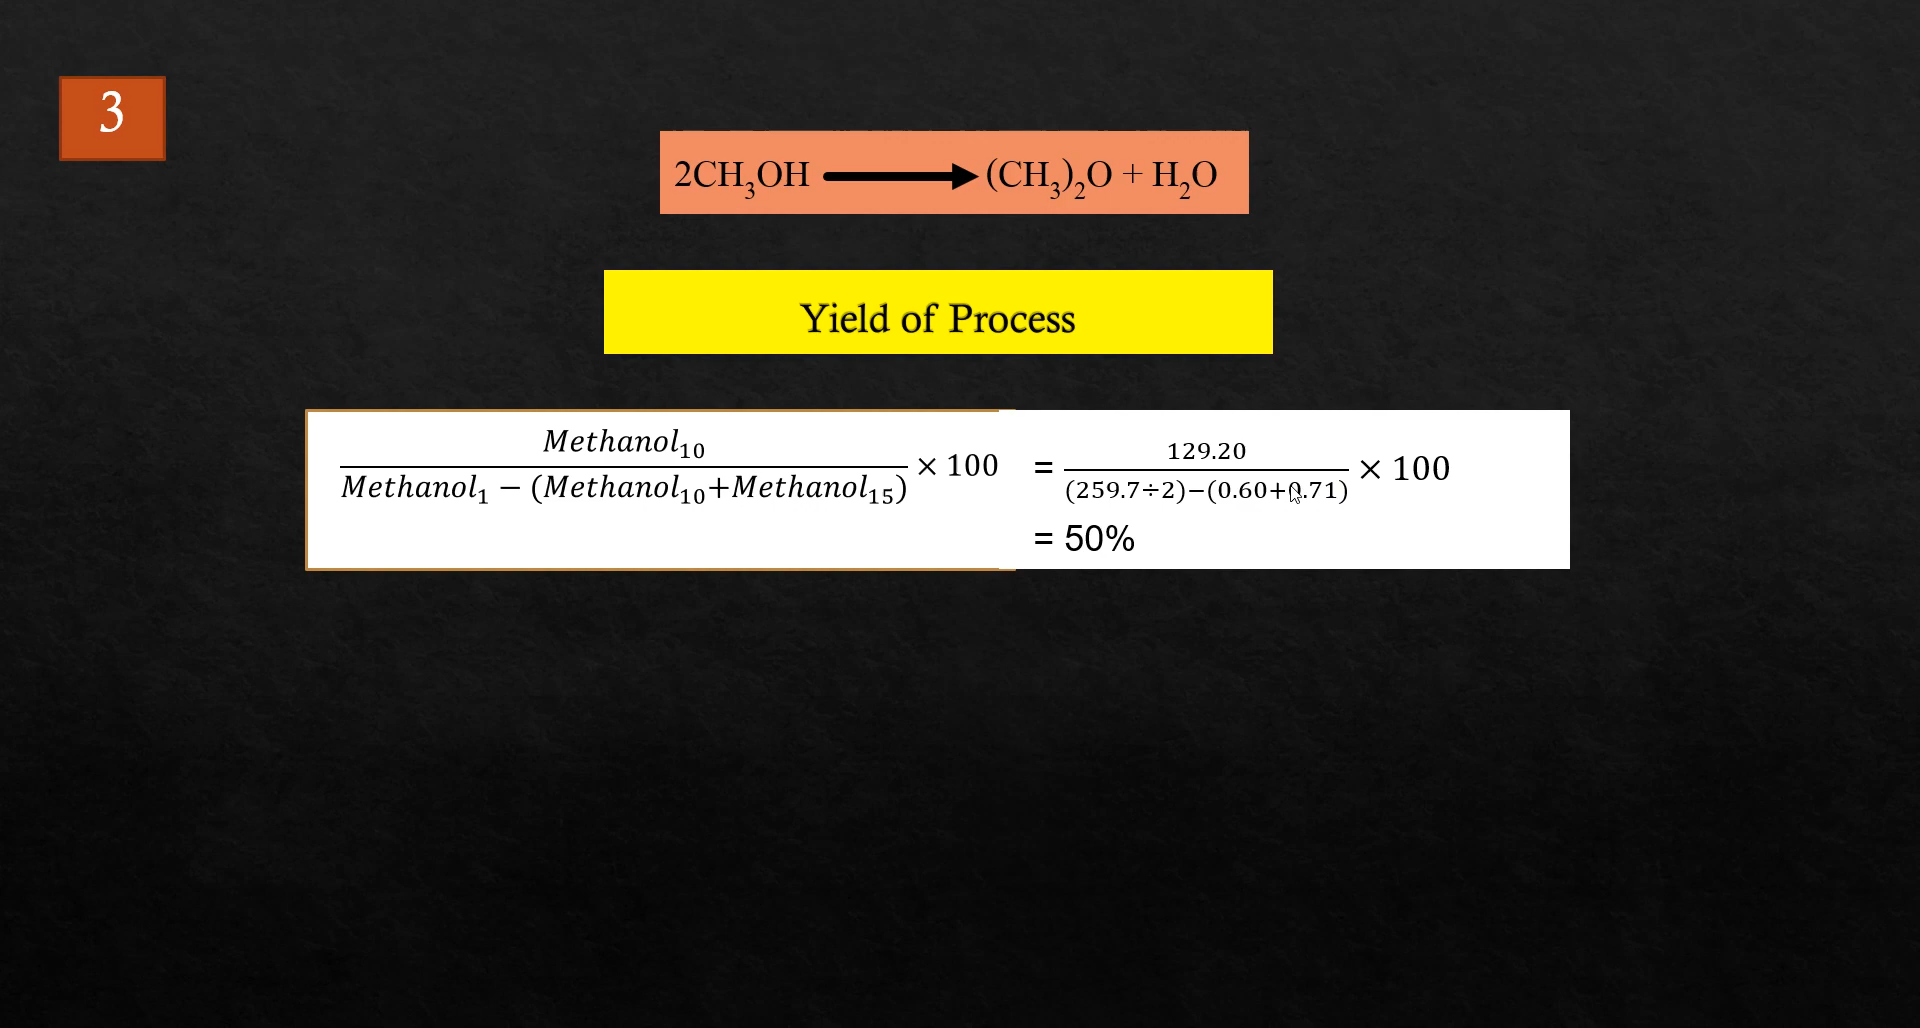 3
2CH₃OH ⟶ (CH₃)₂O + H₂O
Yield of Process
Methanol₁₀ / Methanol₁ − (Methanol₁₀+Methanol₁₅) × 100 = 129.20 / (259.7÷2)−(0.60+0.71) × 100
= 50%